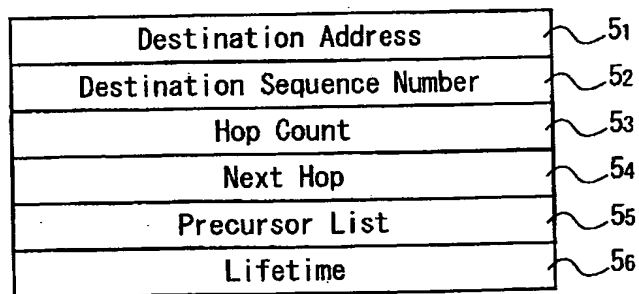 Destination Address 51
Destination Sequence Number 52
Hop Count 53
Next Hop 54
Precursor List 55
Lifetime 56